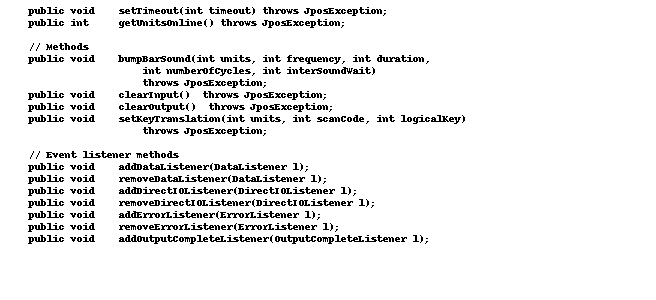 public void    setTimeout(int timeout) throws JposException;
public int     getUnitsOnline() throws JposException;
// Methods
public void    bumpBarSound(int units, int frequency, int duration,
int numberOfCycles, int interSoundWait)
throws JposException;
public void    clearInput()  throws JposException;
public void    clearOutput()  throws JposException;
public void    setKeyTranslation(int units, int scanCode, int logicalKey)
throws JposException;
// Event listener methods
public void    addDataListener(DataListener l);
public void    removeDataListener(DataListener l);
public void    addDirectIOListener(DirectIOListener l);
public void    removeDirectIOListener(DirectIOListener l);
public void    addErrorListener(ErrorListener l);
public void    removeErrorListener(ErrorListener l);
public void    addOutputCompleteListener(OutputCompleteListener l);